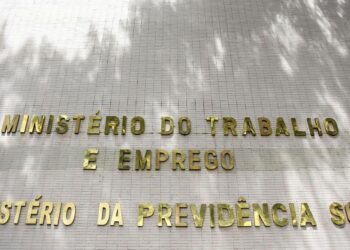 MINISTÉRIO DO TRABALHO
E EMPREGO
STÉRIO DA PREVIDÊNCIA SO